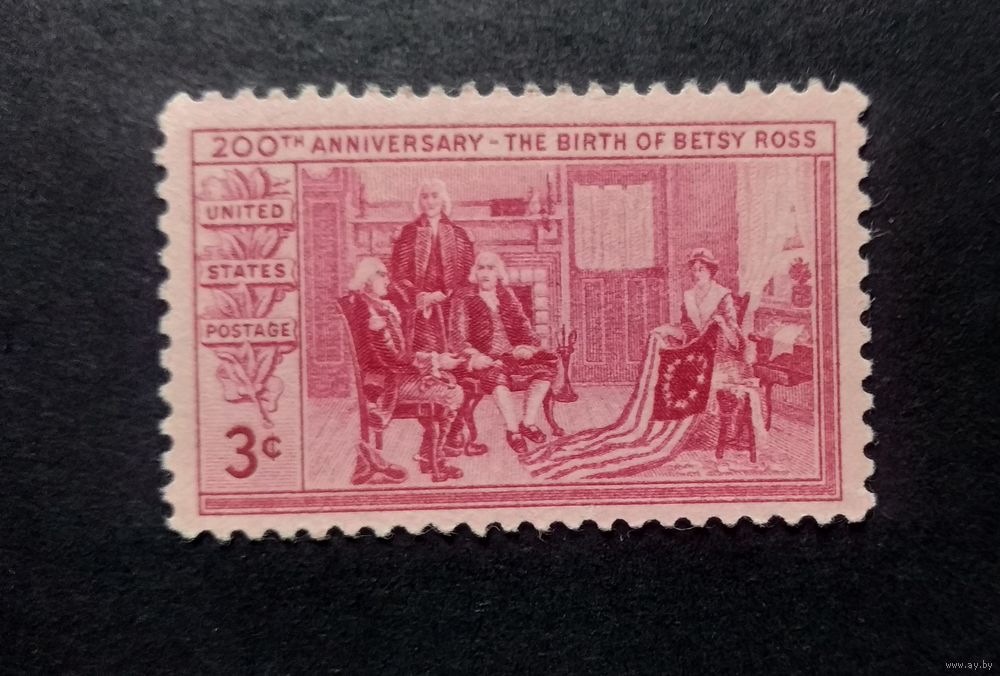 200TH ANNIVERSARY - THE BIRTH OF BETSY ROSS
UNITED
STATES
POSTAGE
3¢
www.ay.by